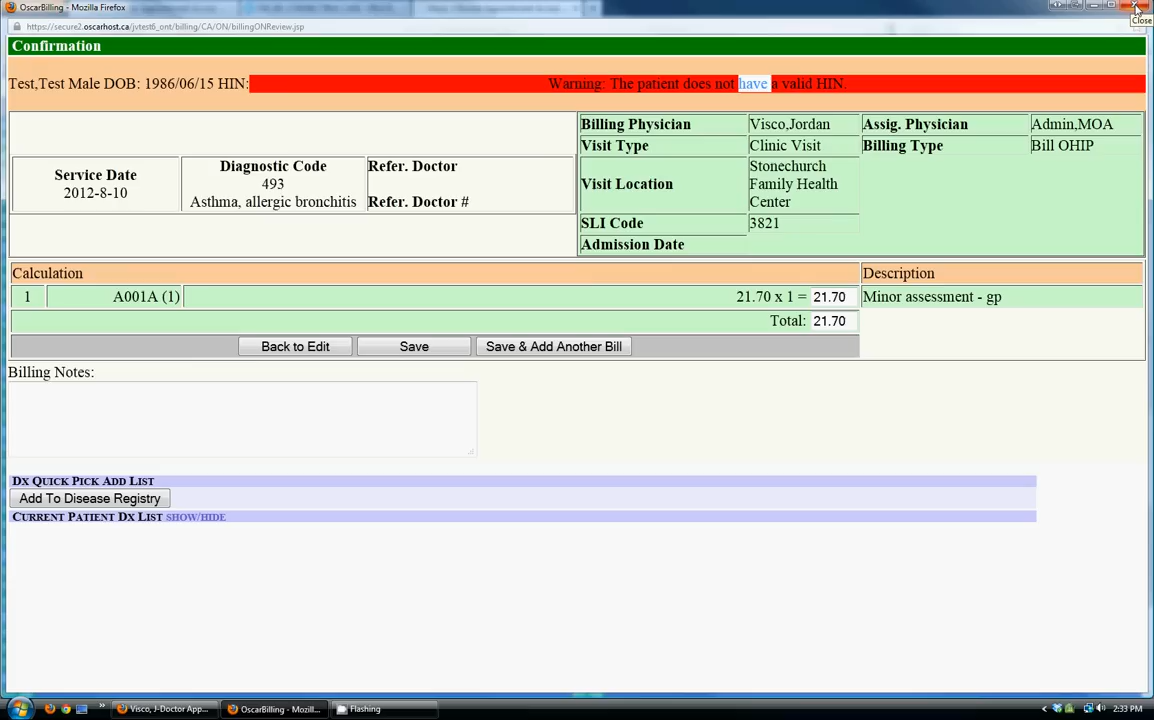 OscarBilling - Mozilla Firefox
Close
https://secure2.oscarhost.ca/jvtest6_ont/billing/CA/ON/billingONReview.jsp
Confirmation
Test,Test Male DOB: 1986/06/15 HIN: Warning: The patient does not have a valid HIN.
Billing Physician Visco,Jordan Assig. Physician Admin,MOA
Visit Type Clinic Visit Billing Type Bill OHIP
Service Date
2012-8-10
Diagnostic Code
493
Asthma, allergic bronchitis
Refer. Doctor
Refer. Doctor #
Visit Location Stonechurch
Family Health
Center
SLI Code 3821
Admission Date
Calculation Description
1 A001A (1) 21.70 x 1 = 21.70 Minor assessment - gp
Total: 21.70
Back to Edit Save Save & Add Another Bill
Billing Notes:
DX QUICK PICK ADD LIST
Add To Disease Registry
CURRENT PATIENT DX LIST SHOW/HIDE
Visco, J-Doctor App... OscarBilling - Mozill... Flashing 2:33 PM